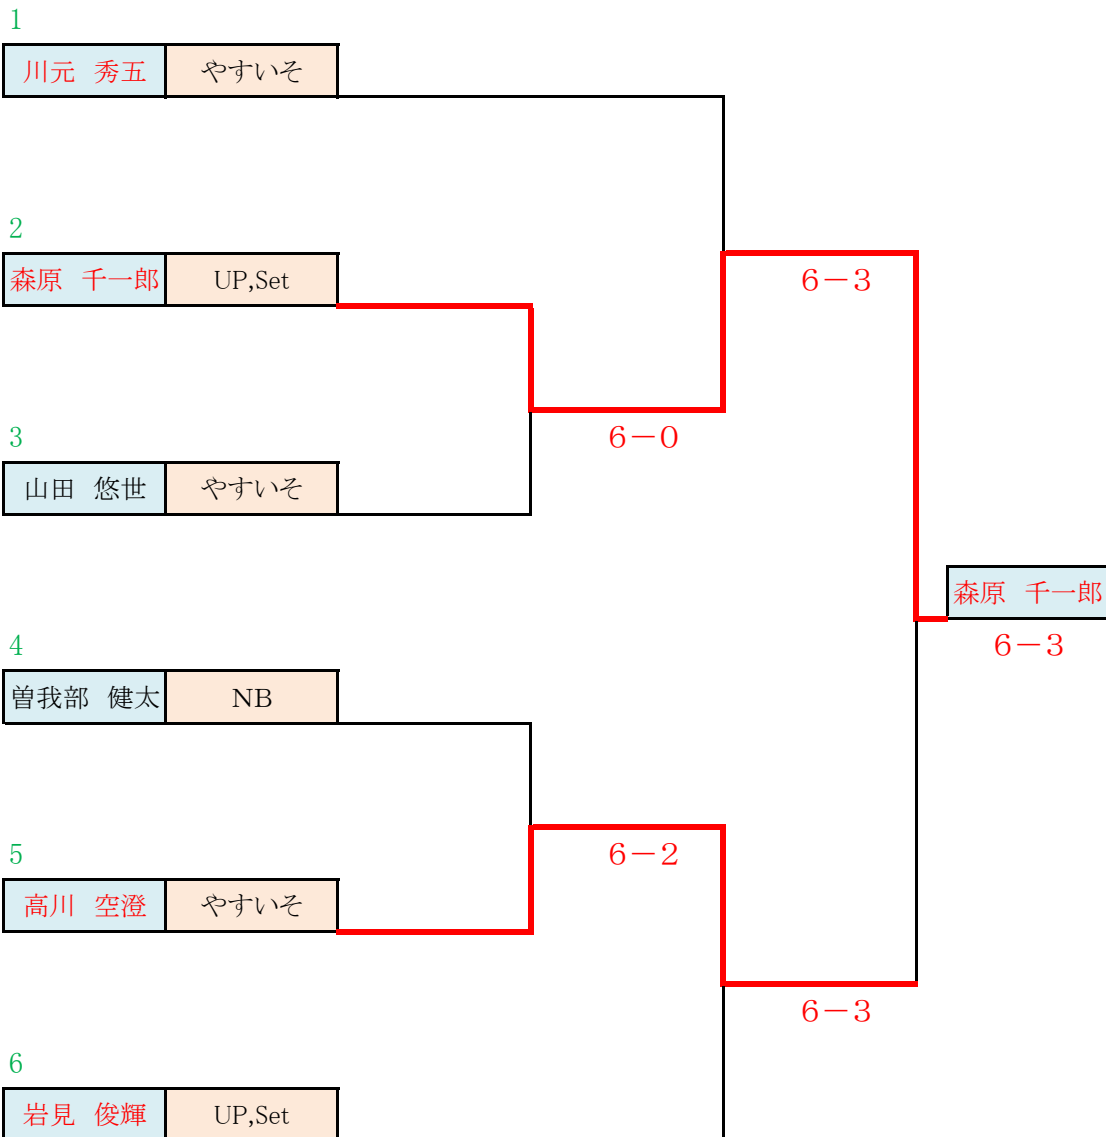 1
川元 秀五 やすいそ
2
森原 千一郎 UP,Set
6－3
3
6－0
山田 悠世 やすいそ
森原 千一郎
6－3
4
曽我部 健太 NB
5
6－2
高川 空澄 やすいそ
6－3
6
岩見 俊輝 UP,Set